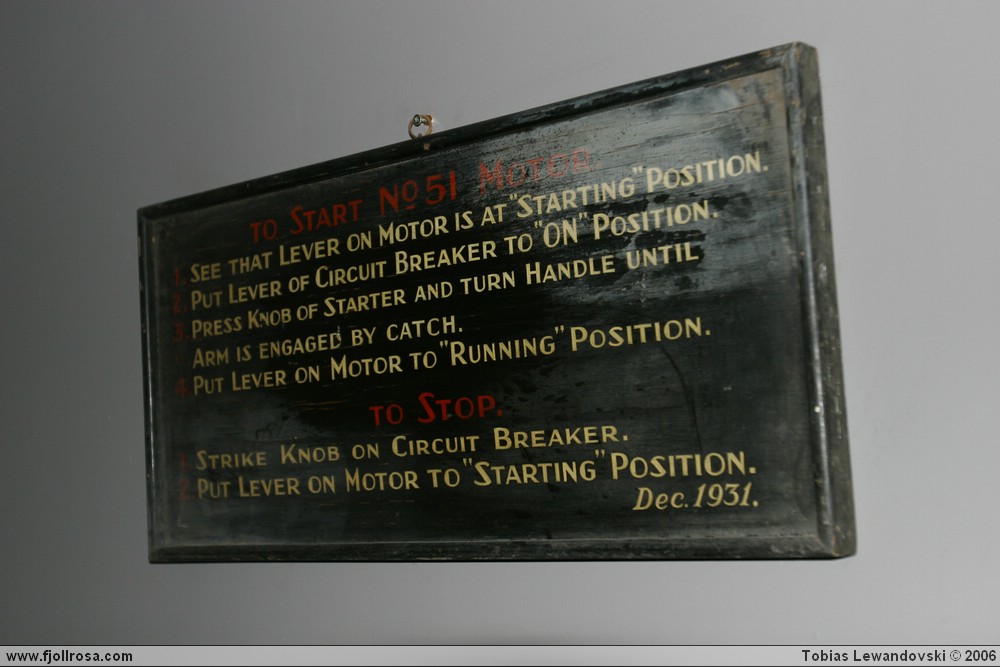 TO START No 51 MOTOR.
1. SEE THAT LEVER ON MOTOR IS AT "STARTING" POSITION.
2. PUT LEVER OF CIRCUIT BREAKER TO "ON" POSITION.
3. PRESS KNOB OF STARTER AND TURN HANDLE UNTIL
ARM IS ENGAGED BY CATCH.
4. PUT LEVER ON MOTOR TO "RUNNING" POSITION.
TO STOP.
1. STRIKE KNOB ON CIRCUIT BREAKER.
2. PUT LEVER ON MOTOR TO "STARTING" POSITION.
Dec. 1931.
www.fjollrosa.com
Tobias Lewandovski © 2006